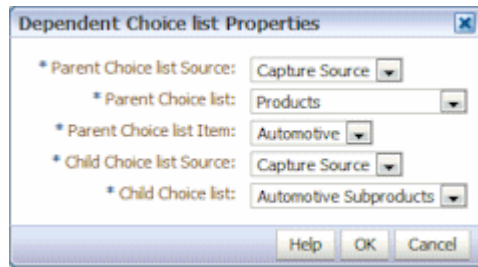 Dependent Choice list Properties
* Parent Choice list Source: Capture Source
* Parent Choice list: Products
* Parent Choice list Item: Automotive
* Child Choice list Source: Capture Source
* Child Choice list: Automotive Subproducts
Help OK Cancel